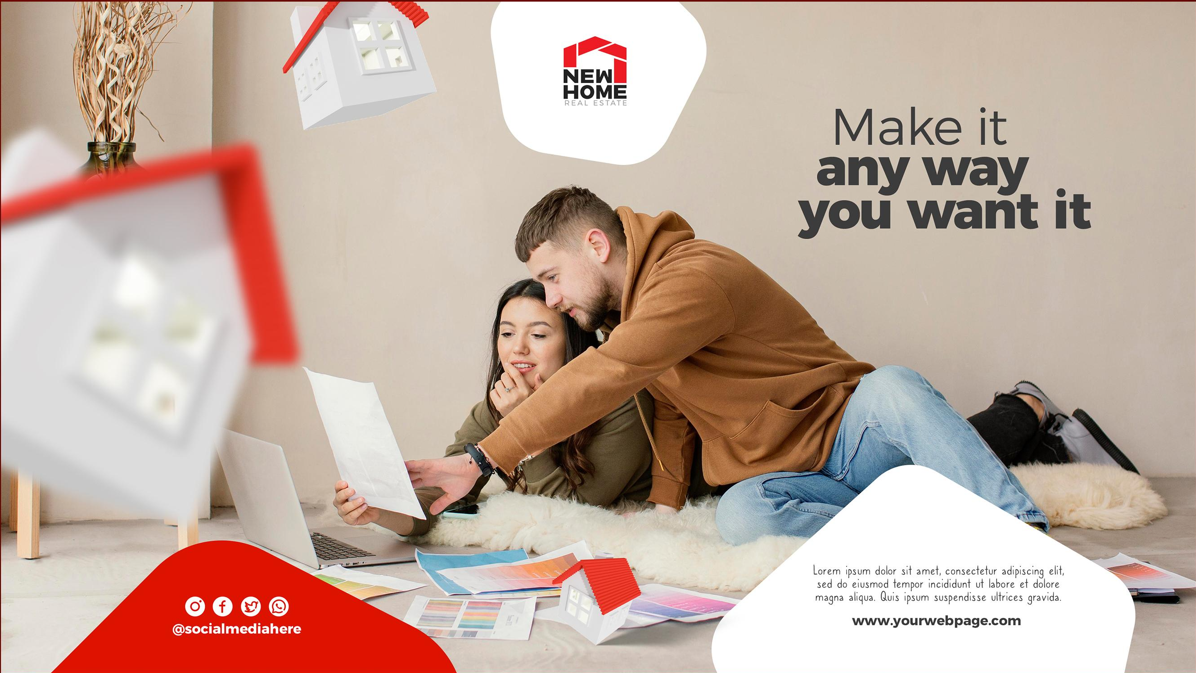 NEW
HOME
REAL ESTATE
Make it
any way
you want it
Lorem ipsum dolor sit amet, consectetur adipiscing elit,
sed do eiusmod tempor incididunt ut labore et dolore
magna aliqua. Quis ipsum suspendisse ultrices gravida.
www.yourwebpage.com
@socialmediahere